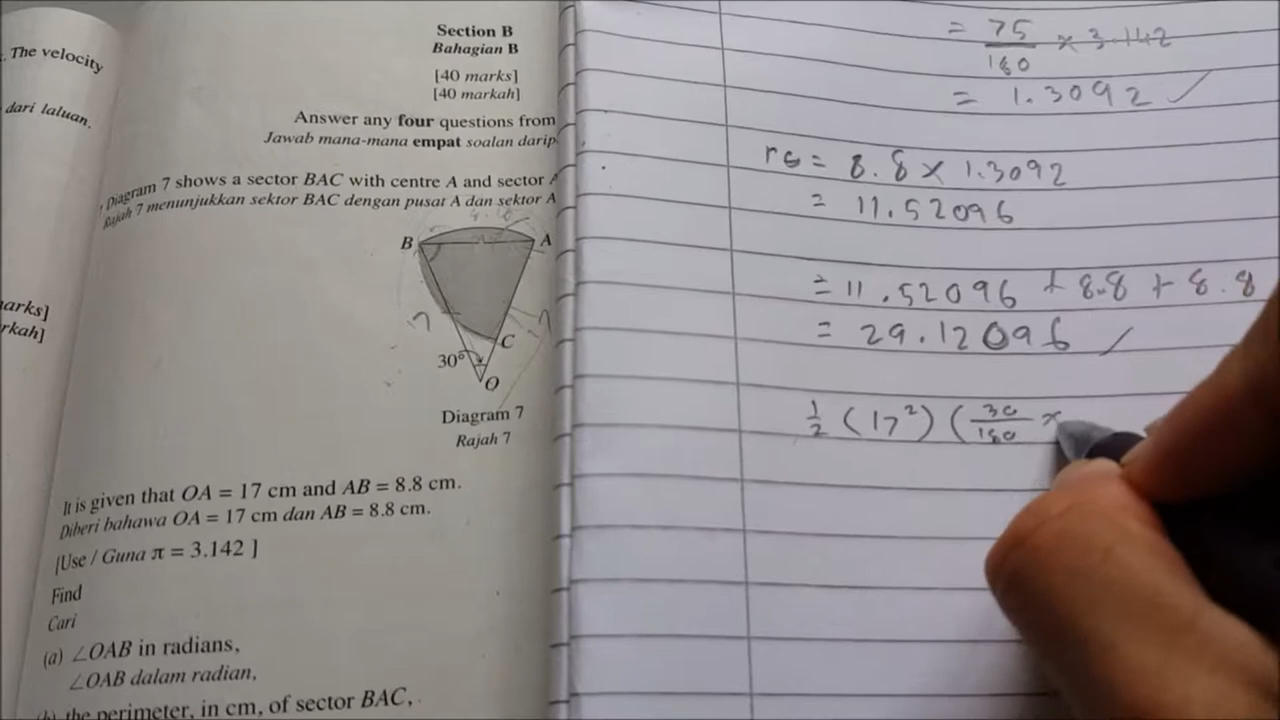 . The velocity
dari laluan.
arks]
rkah]
Section B
Bahagian B
[40 marks]
[40 markah]
Answer any four questions from
Jawab mana-mana empat soalan darip
Diagram 7 shows a sector BAC with centre A and sector A
Rajah 7 menunjukkan sektor BAC dengan pusat A dan sektor A
B
A
C
30°
O
Diagram 7
Rajah 7
It is given that OA = 17 cm and AB = 8.8 cm.
Diberi bahawa OA = 17 cm dan AB = 8.8 cm.
[Use / Guna π = 3.142 ]
Find
Cari
(a) ∠OAB in radians,
∠OAB dalam radian,
(b) the perimeter, in cm, of sector BAC,
= 75/180 × 3.142
= 1.3092 ✓
rθ = 8.8 × 1.3092
= 11.52096
= 11.52096 + 8.8 + 8.8
= 29.12096 /
1/2 (17²) (30/180 ×